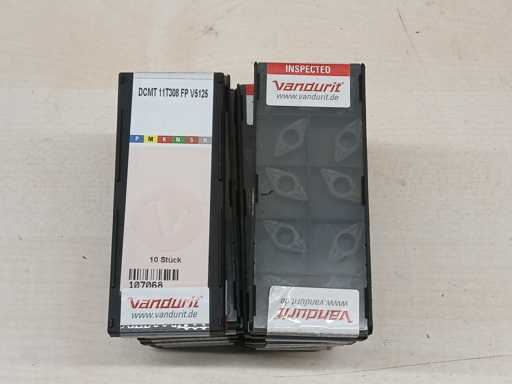 DCMT 11T308 FP V5125
P M K N S H
10 Stück
107068
vandurit
www.vandurit.de
INSPECTED
vandurit
www.vandurit.de
www.vandurit.de
vandurit